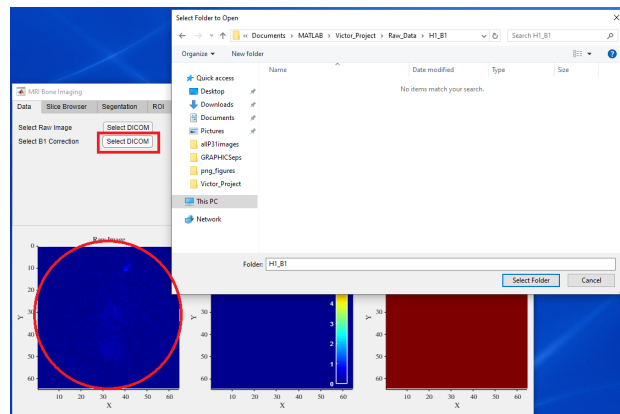 Select Folder to Open
« Documents › MATLAB › Victor_Project › Raw_Data › H1_B1
Search H1_B1
Organize
New folder
Name
Date modified
Type
Size
No items match your search.
Quick access
Desktop
Downloads
Documents
Pictures
allP31images
GRAPHICSeps
png_figures
Victor_Project
This PC
Network
Folder: H1_B1
Select Folder
Cancel
MRI Bone Imaging
Data
Slice Browser
Segentation
ROI
Select Raw Image
Select DICOM
Select B1 Correction
Select DICOM
Raw Image
0
10
20
30
40
50
60
Y
10 20 30 40 50 60
X
30
40
50
60
Y
10 20 30 40 50 60
X
4
3
2
1
0
30
40
50
60
Y
10 20 30 40 50 60
X